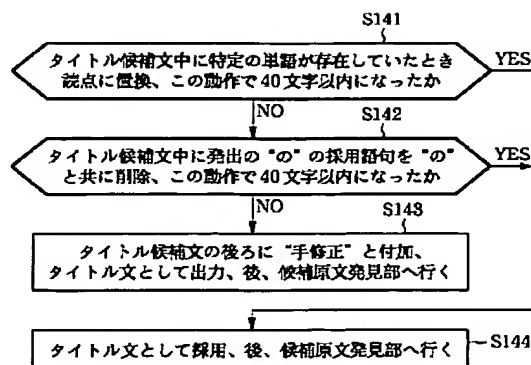 S141
タイトル候補文中に特定の単語が存在していたとき
読点に置換、この動作で40文字以内になったか
YES
NO
S142
タイトル候補文中に発出の“の”の採用語句を“の”
と共に削除、この動作で40文字以内になったか
YES
NO
S143
タイトル候補文の後ろに“手修正”と付加、
タイトル文として出力、後、候補原文発見部へ行く
タイトル文として採用、後、候補原文発見部へ行く
S144